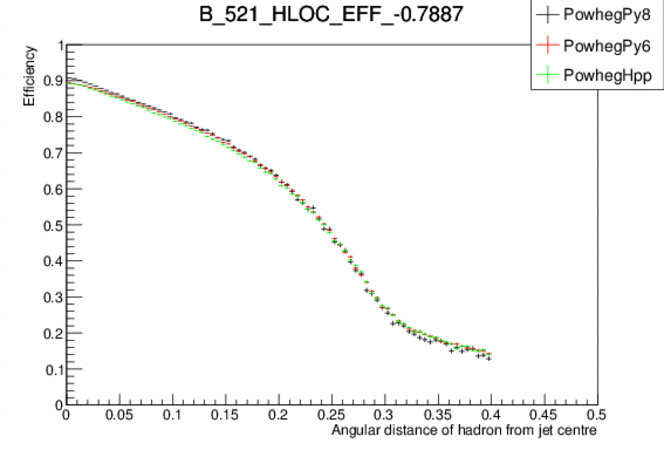 B_521_HLOC_EFF_-0.7887
PowhegPy8
PowhegPy6
PowhegHpp
Efficiency
1
0.9
0.8
0.7
0.6
0.5
0.4
0.3
0.2
0.1
0
0 0.05 0.1 0.15 0.2 0.25 0.3 0.35 0.4 0.45 0.5
Angular distance of hadron from jet centre